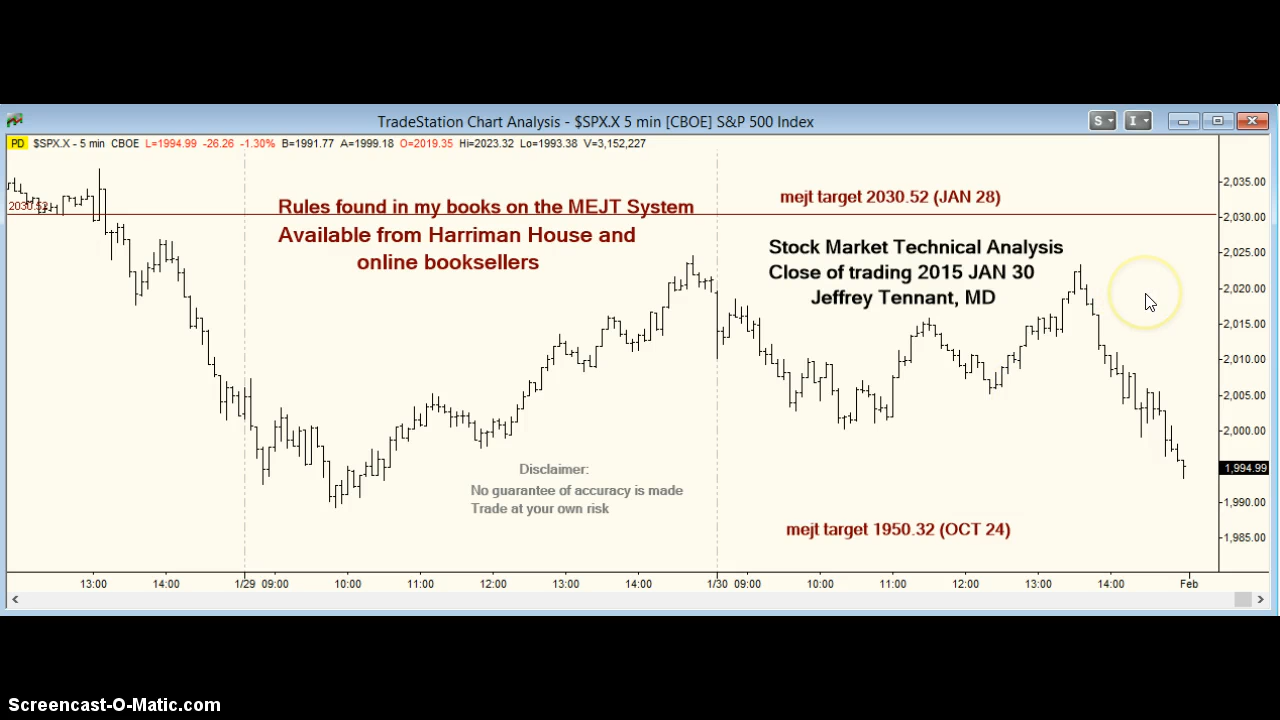 TradeStation Chart Analysis - $SPX.X 5 min [CBOE] S&P 500 Index
S
I
PD $SPX.X - 5 min CBOE L=1994.99 -26.26 -1.30% B=1991.77 A=1999.18 O=2019.35 Hi=2023.32 Lo=1993.38 V=3,152,227
2,035.00
mejt target 2030.52 (JAN 28)
2030.52
Rules found in my books on the MEJT System
2,030.00
Available from Harriman House and
online booksellers
Stock Market Technical Analysis
2,025.00
Close of trading 2015 JAN 30
2,020.00
Jeffrey Tennant, MD
2,015.00
2,010.00
2,005.00
2,000.00
Disclaimer:
1,994.99
No guarantee of accuracy is made
1,990.00
Trade at your own risk
mejt target 1950.32 (OCT 24)
1,985.00
13:00 14:00 1/29 09:00 10:00 11:00 12:00 13:00 14:00 1/30 09:00 10:00 11:00 12:00 13:00 14:00 Feb
Screencast-O-Matic.com